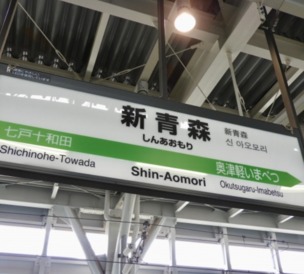 新青森
しんあおもり
新青森
신 아오모리
七戸十和田
Shichinohe-Towada
Shin-Aomori
奥津軽いまべつ
Okutsugaru-Imabetsu